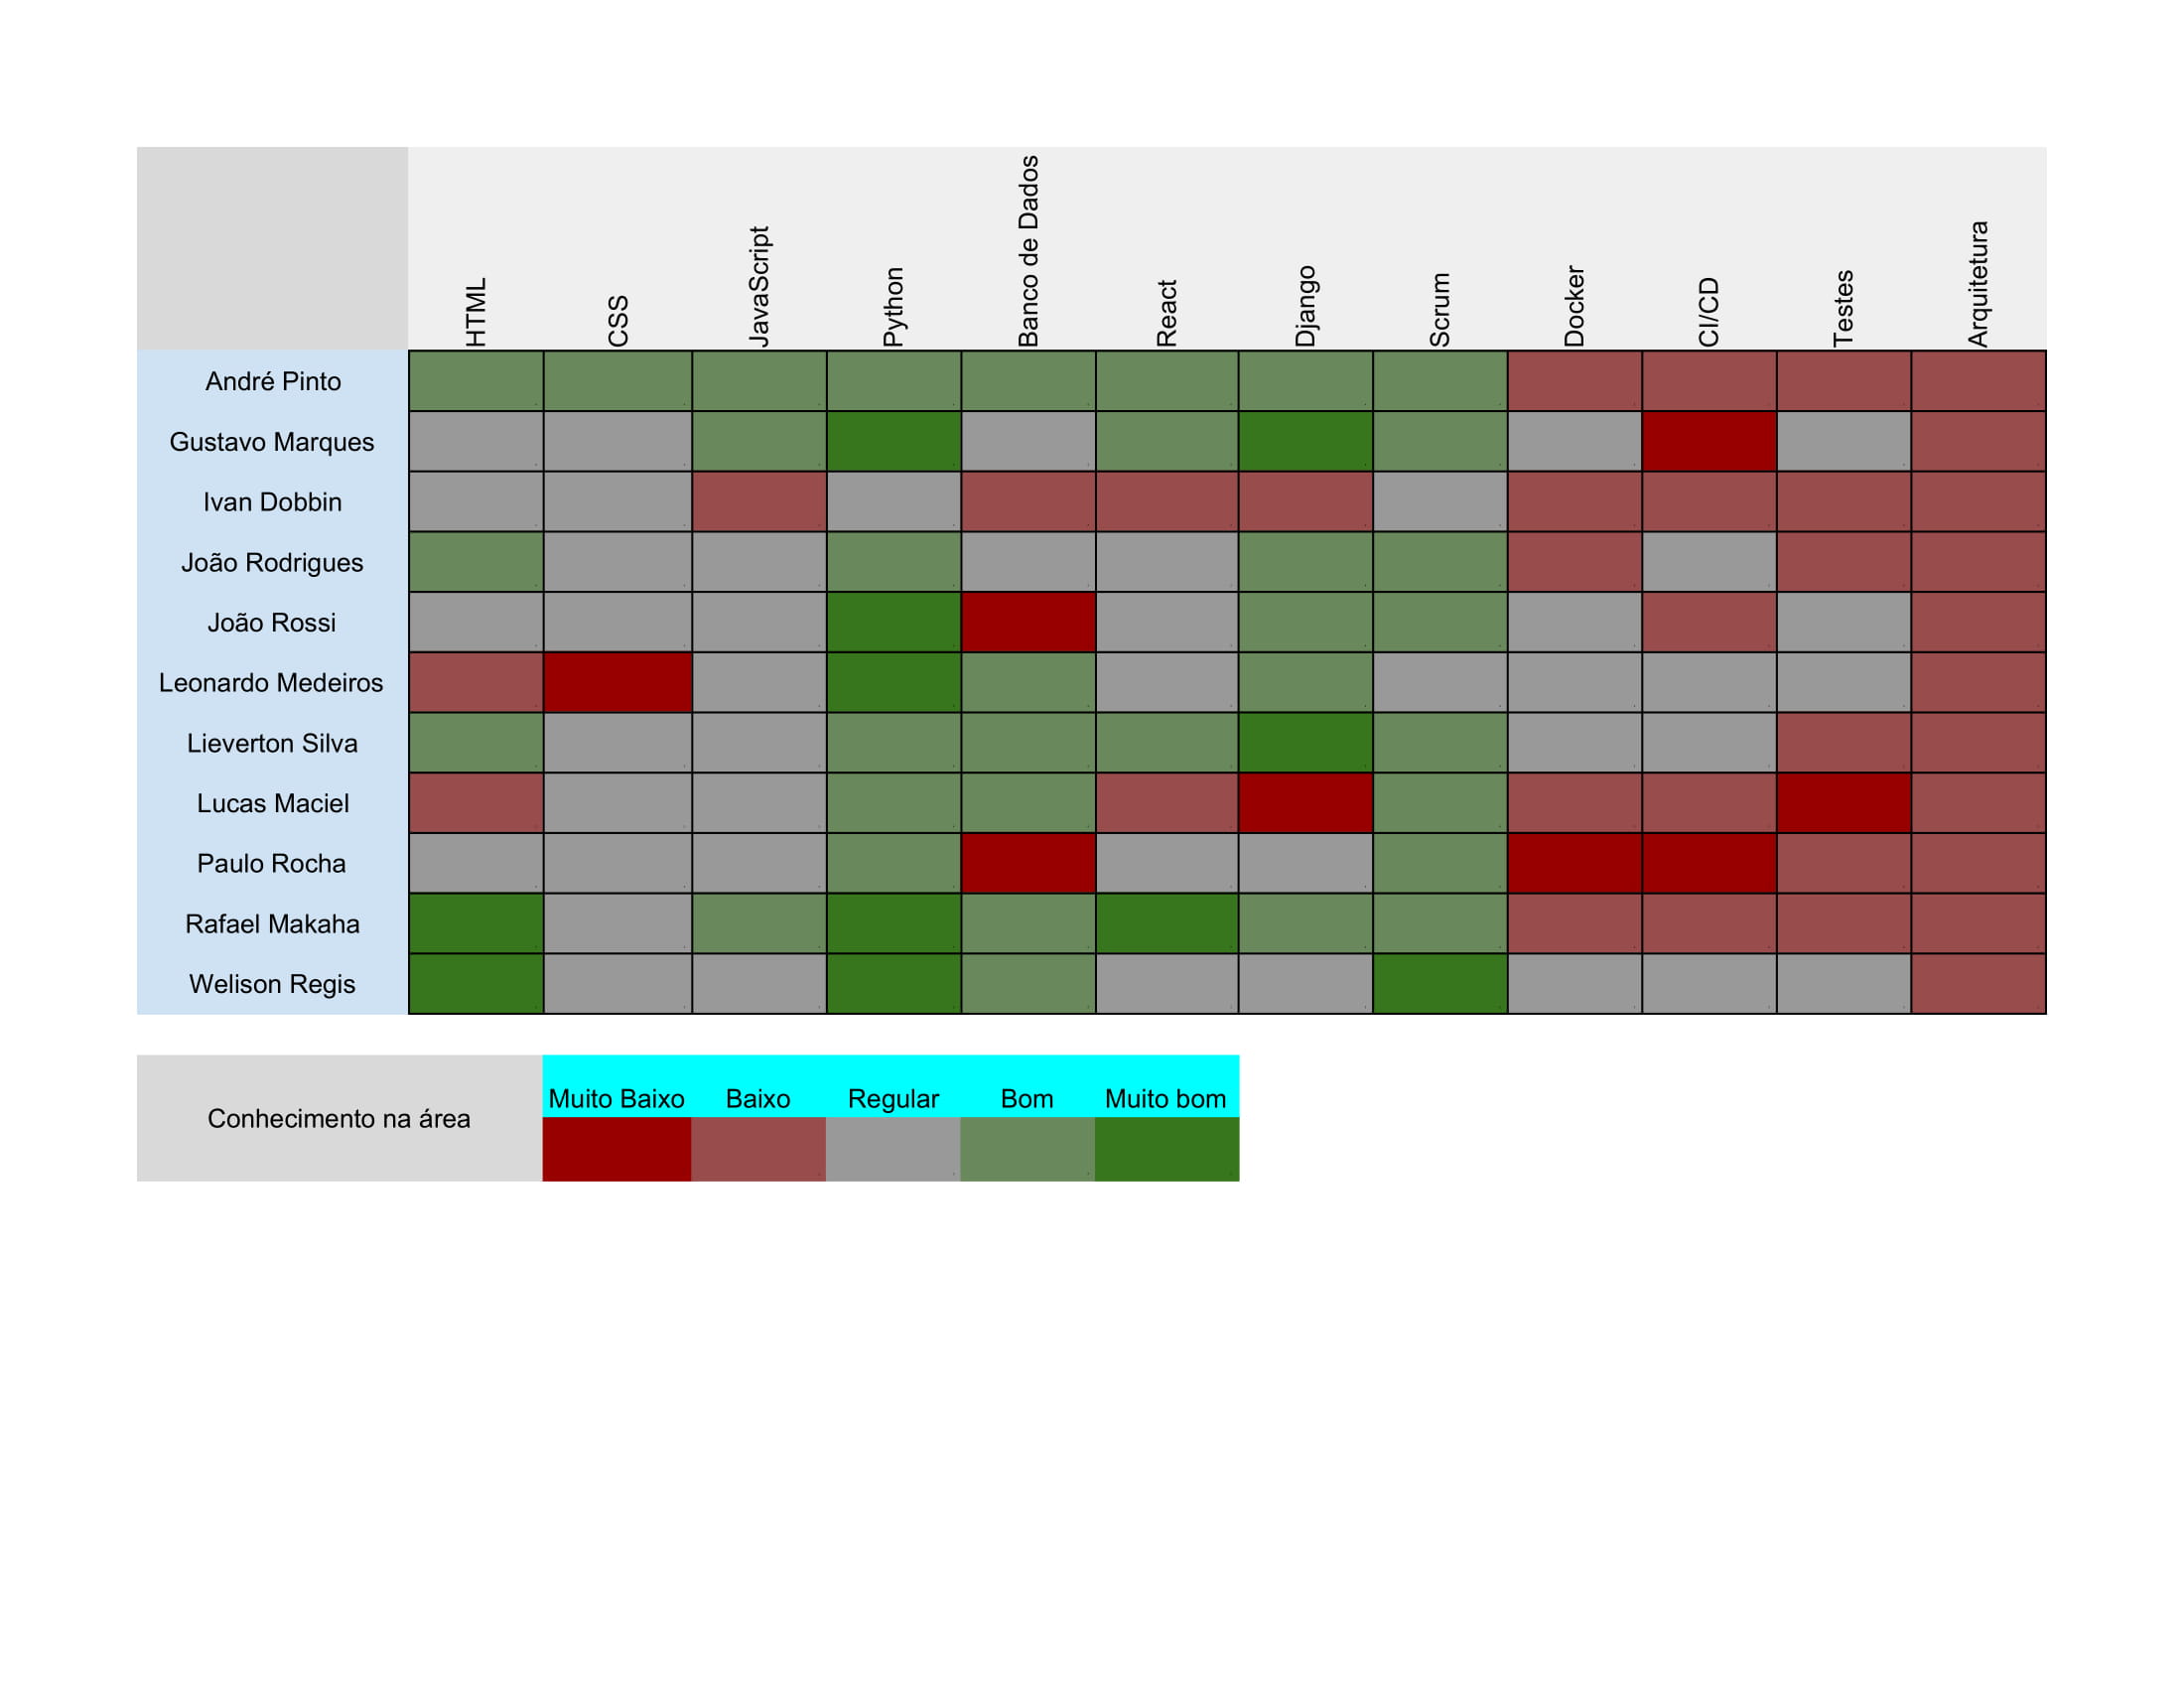 HTML
CSS
JavaScript
Python
Banco de Dados
React
Django
Scrum
Docker
CI/CD
Testes
Arquitetura
André Pinto
Gustavo Marques
Ivan Dobbin
João Rodrigues
João Rossi
Leonardo Medeiros
Lieverton Silva
Lucas Maciel
Paulo Rocha
Rafael Makaha
Welison Regis
Conhecimento na área
Muito Baixo
Baixo
Regular
Bom
Muito bom